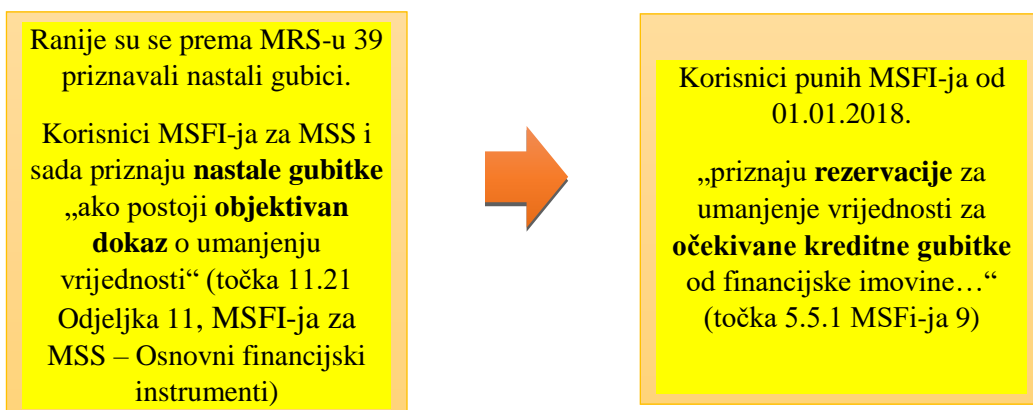 Ranije su se prema MRS-u 39
priznavali nastali gubici.
Korisnici MSFI-ja za MSS i
sada priznaju nastale gubitke
„ako postoji objektivan
dokaz o umanjenju
vrijednosti“ (točka 11.21
Odjeljka 11, MSFI-ja za
MSS – Osnovni financijski
instrumenti)
Korisnici punih MSFI-ja od
01.01.2018.
„priznaju rezervacije za
umanjenje vrijednosti za
očekivane kreditne gubitke
od financijske imovine…“
(točka 5.5.1 MSFi-ja 9)